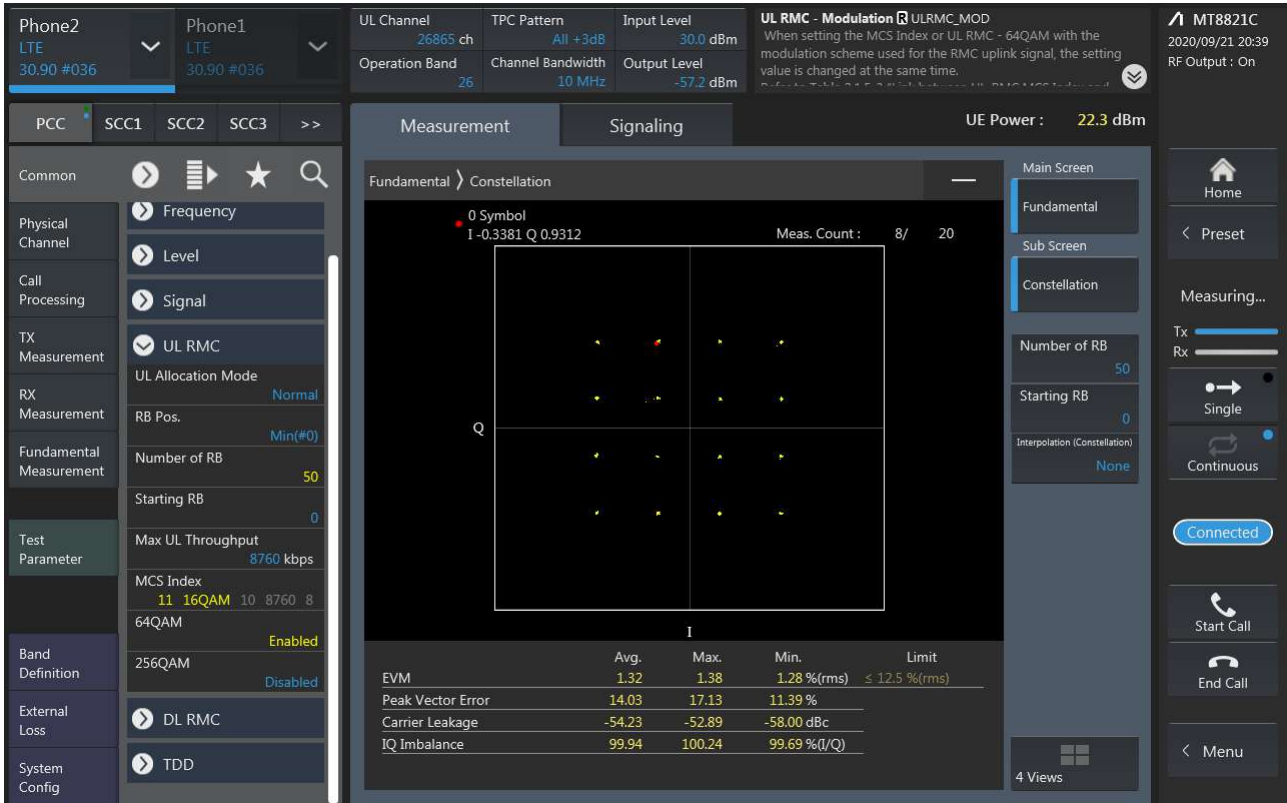 Phone2
LTE
30.90 #036
Phone1
LTE
30.90 #036
UL Channel
26865 ch
TPC Pattern
All +3dB
Input Level
30.0 dBm
Operation Band
26
Channel Bandwidth
10 MHz
Output Level
-57.2 dBm
UL RMC - Modulation R ULRMC_MOD
When setting the MCS Index or UL RMC - 64QAM with the
modulation scheme used for the RMC uplink signal, the setting
value is changed at the same time.
MT8821C
2020/09/21 20:39
RF Output : On
PCC SCC1 SCC2 SCC3 >>
Measurement
Signaling
UE Power : 22.3 dBm
Common
Physical
Channel
Call
Processing
TX
Measurement
RX
Measurement
Fundamental
Measurement
Test
Parameter
Band
Definition
External
Loss
System
Config
Frequency
Level
Signal
UL RMC
UL Allocation Mode
Normal
RB Pos.
Min(#0)
Number of RB
50
Starting RB
0
Max UL Throughput
8760 kbps
MCS Index
11 16QAM 10 8760 8
64QAM
Enabled
256QAM
Disabled
DL RMC
TDD
Fundamental 〉 Constellation
0 Symbol
I -0.3381 Q 0.9312
Meas. Count : 8/ 20
Q
I
Avg. Max. Min. Limit
EVM 1.32 1.38 1.28 %(rms) ≤ 12.5 %(rms)
Peak Vector Error 14.03 17.13 11.39 %
Carrier Leakage -54.23 -52.89 -58.00 dBc
IQ Imbalance 99.94 100.24 99.69 %(I/Q)
Main Screen
Fundamental
Sub Screen
Constellation
Number of RB
50
Starting RB
0
Interpolation (Constellation)
None
4 Views
Home
< Preset
Measuring...
Tx
Rx
Single
Continuous
Connected
Start Call
End Call
< Menu